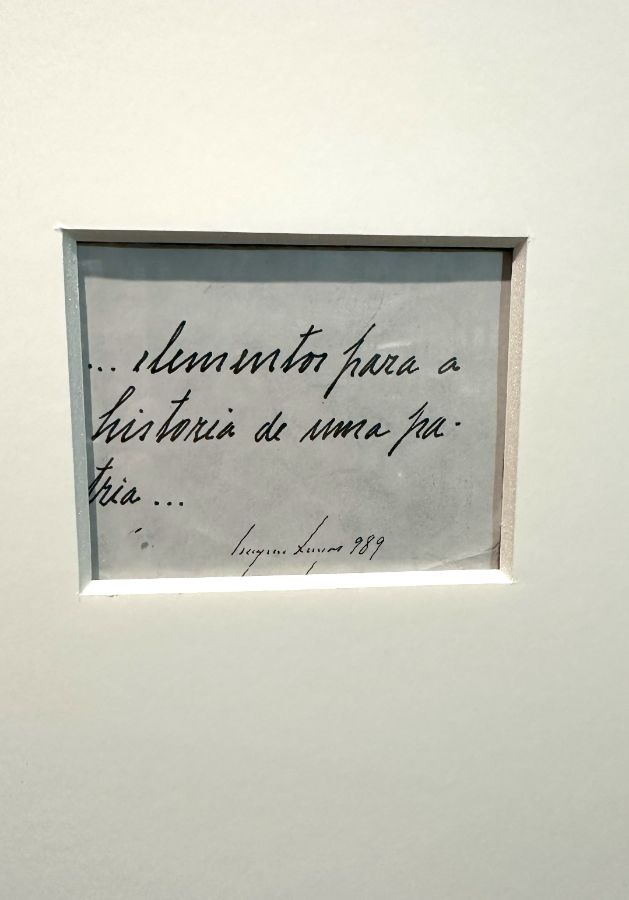 ... elementos para a
historia de uma pa-
tria ...
989